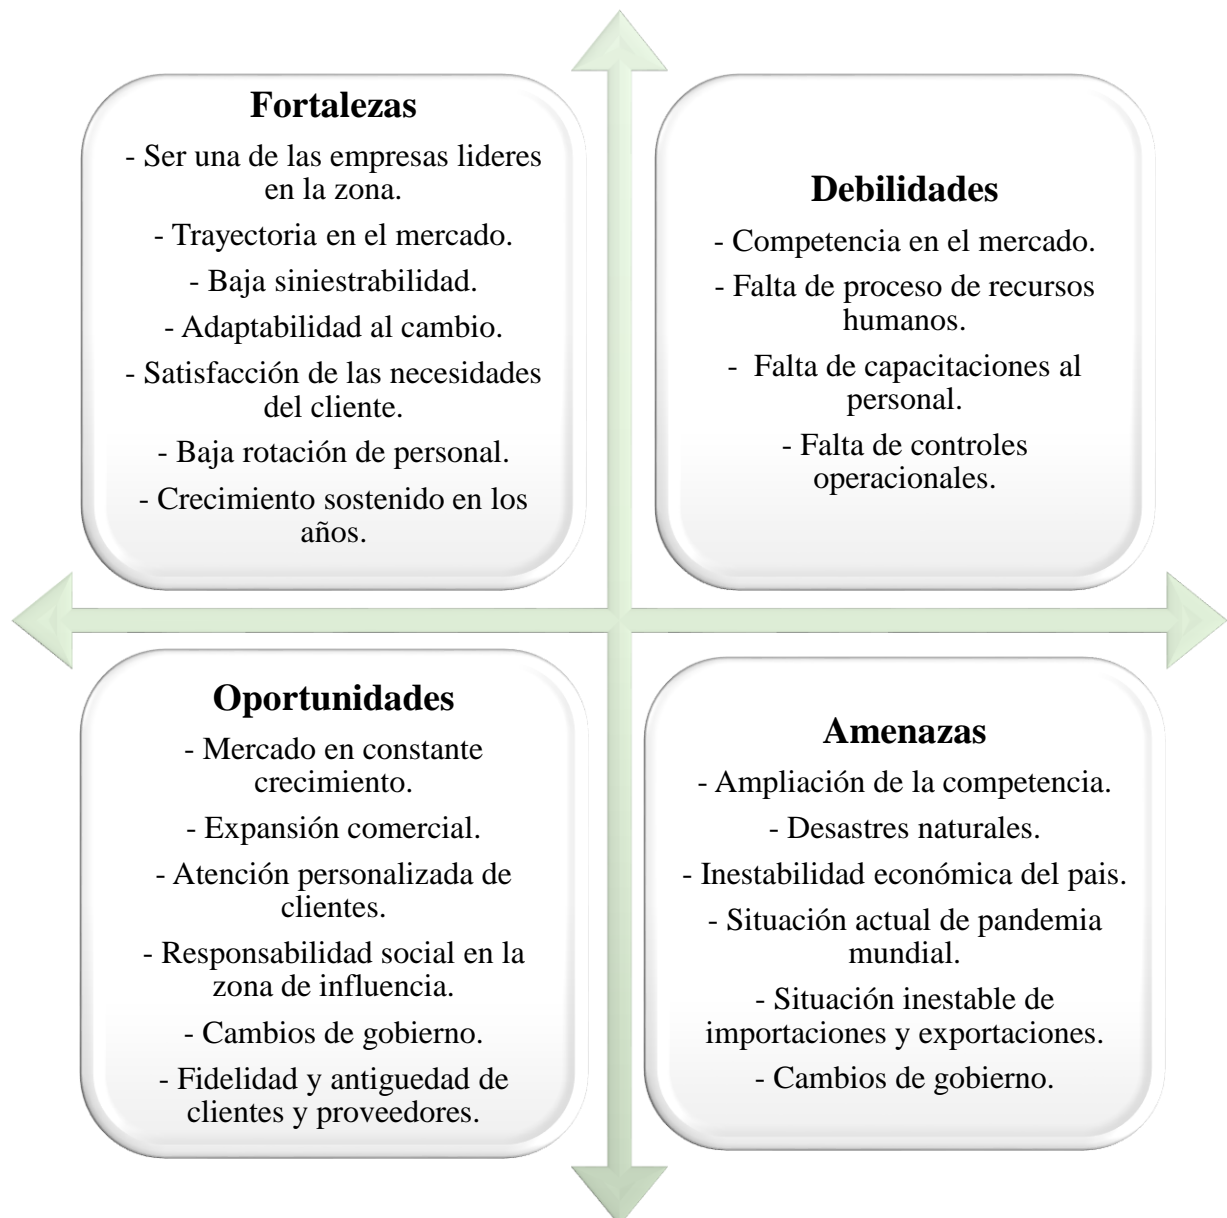 Fortalezas
- Ser una de las empresas lideres
en la zona.
- Trayectoria en el mercado.
- Baja siniestrabilidad.
- Adaptabilidad al cambio.
- Satisfacción de las necesidades
del cliente.
- Baja rotación de personal.
- Crecimiento sostenido en los
años.
Debilidades
- Competencia en el mercado.
- Falta de proceso de recursos
humanos.
- Falta de capacitaciones al
personal.
- Falta de controles
operacionales.
Oportunidades
- Mercado en constante
crecimiento.
- Expansión comercial.
- Atención personalizada de
clientes.
- Responsabilidad social en la
zona de influencia.
- Cambios de gobierno.
- Fidelidad y antiguedad de
clientes y proveedores.
Amenazas
- Ampliación de la competencia.
- Desastres naturales.
- Inestabilidad económica del pais.
- Situación actual de pandemia
mundial.
- Situación inestable de
importaciones y exportaciones.
- Cambios de gobierno.